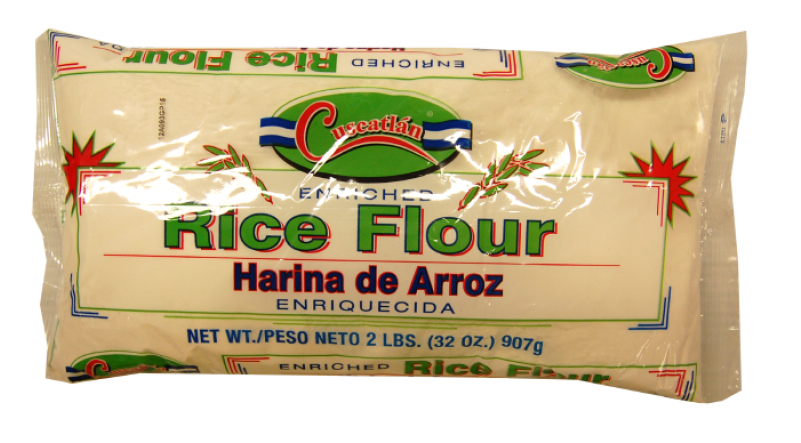 ENRICHED
Rice Flour
Cuscatlán
Cuscatlán
ENRICHED
Rice Flour
Harina de Arroz
ENRIQUECIDA
NET WT./PESO NETO 2 LBS. (32 OZ.) 907g
ENRICHED Rice Flour